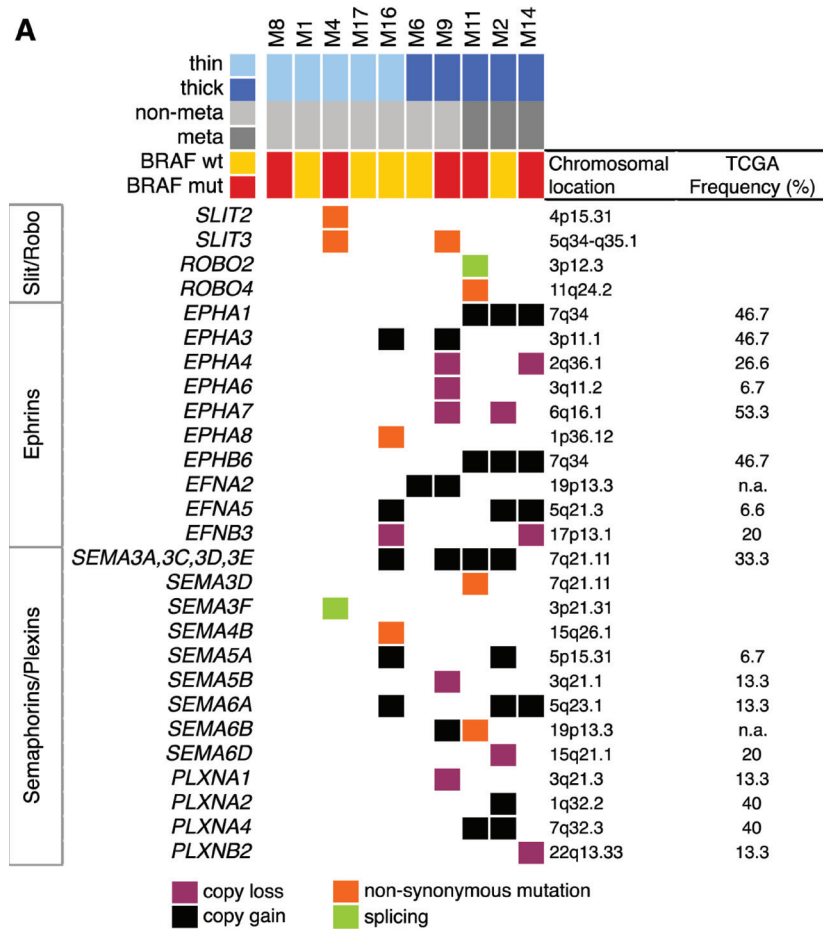 A
M8 M1 M4 M17 M16 M6 M9 M11 M2 M14
thin
thick
non-meta
meta
BRAF wt
BRAF mut
Chromosomal location
TCGA Frequency (%)
Slit/Robo
SLIT2 4p15.31
SLIT3 5q34-q35.1
ROBO2 3p12.3
ROBO4 11q24.2
Ephrins
EPHA1 7q34 46.7
EPHA3 3p11.1 46.7
EPHA4 2q36.1 26.6
EPHA6 3q11.2 6.7
EPHA7 6q16.1 53.3
EPHA8 1p36.12
EPHB6 7q34 46.7
EFNA2 19p13.3 n.a.
EFNA5 5q21.3 6.6
EFNB3 17p13.1 20
Semaphorins/Plexins
SEMA3A,3C,3D,3E 7q21.11 33.3
SEMA3D 7q21.11
SEMA3F 3p21.31
SEMA4B 15q26.1
SEMA5A 5p15.31 6.7
SEMA5B 3q21.1 13.3
SEMA6A 5q23.1 13.3
SEMA6B 19p13.3 n.a.
SEMA6D 15q21.1 20
PLXNA1 3q21.3 13.3
PLXNA2 1q32.2 40
PLXNA4 7q32.3 40
PLXNB2 22q13.33 13.3
copy loss
copy gain
non-synonymous mutation
splicing